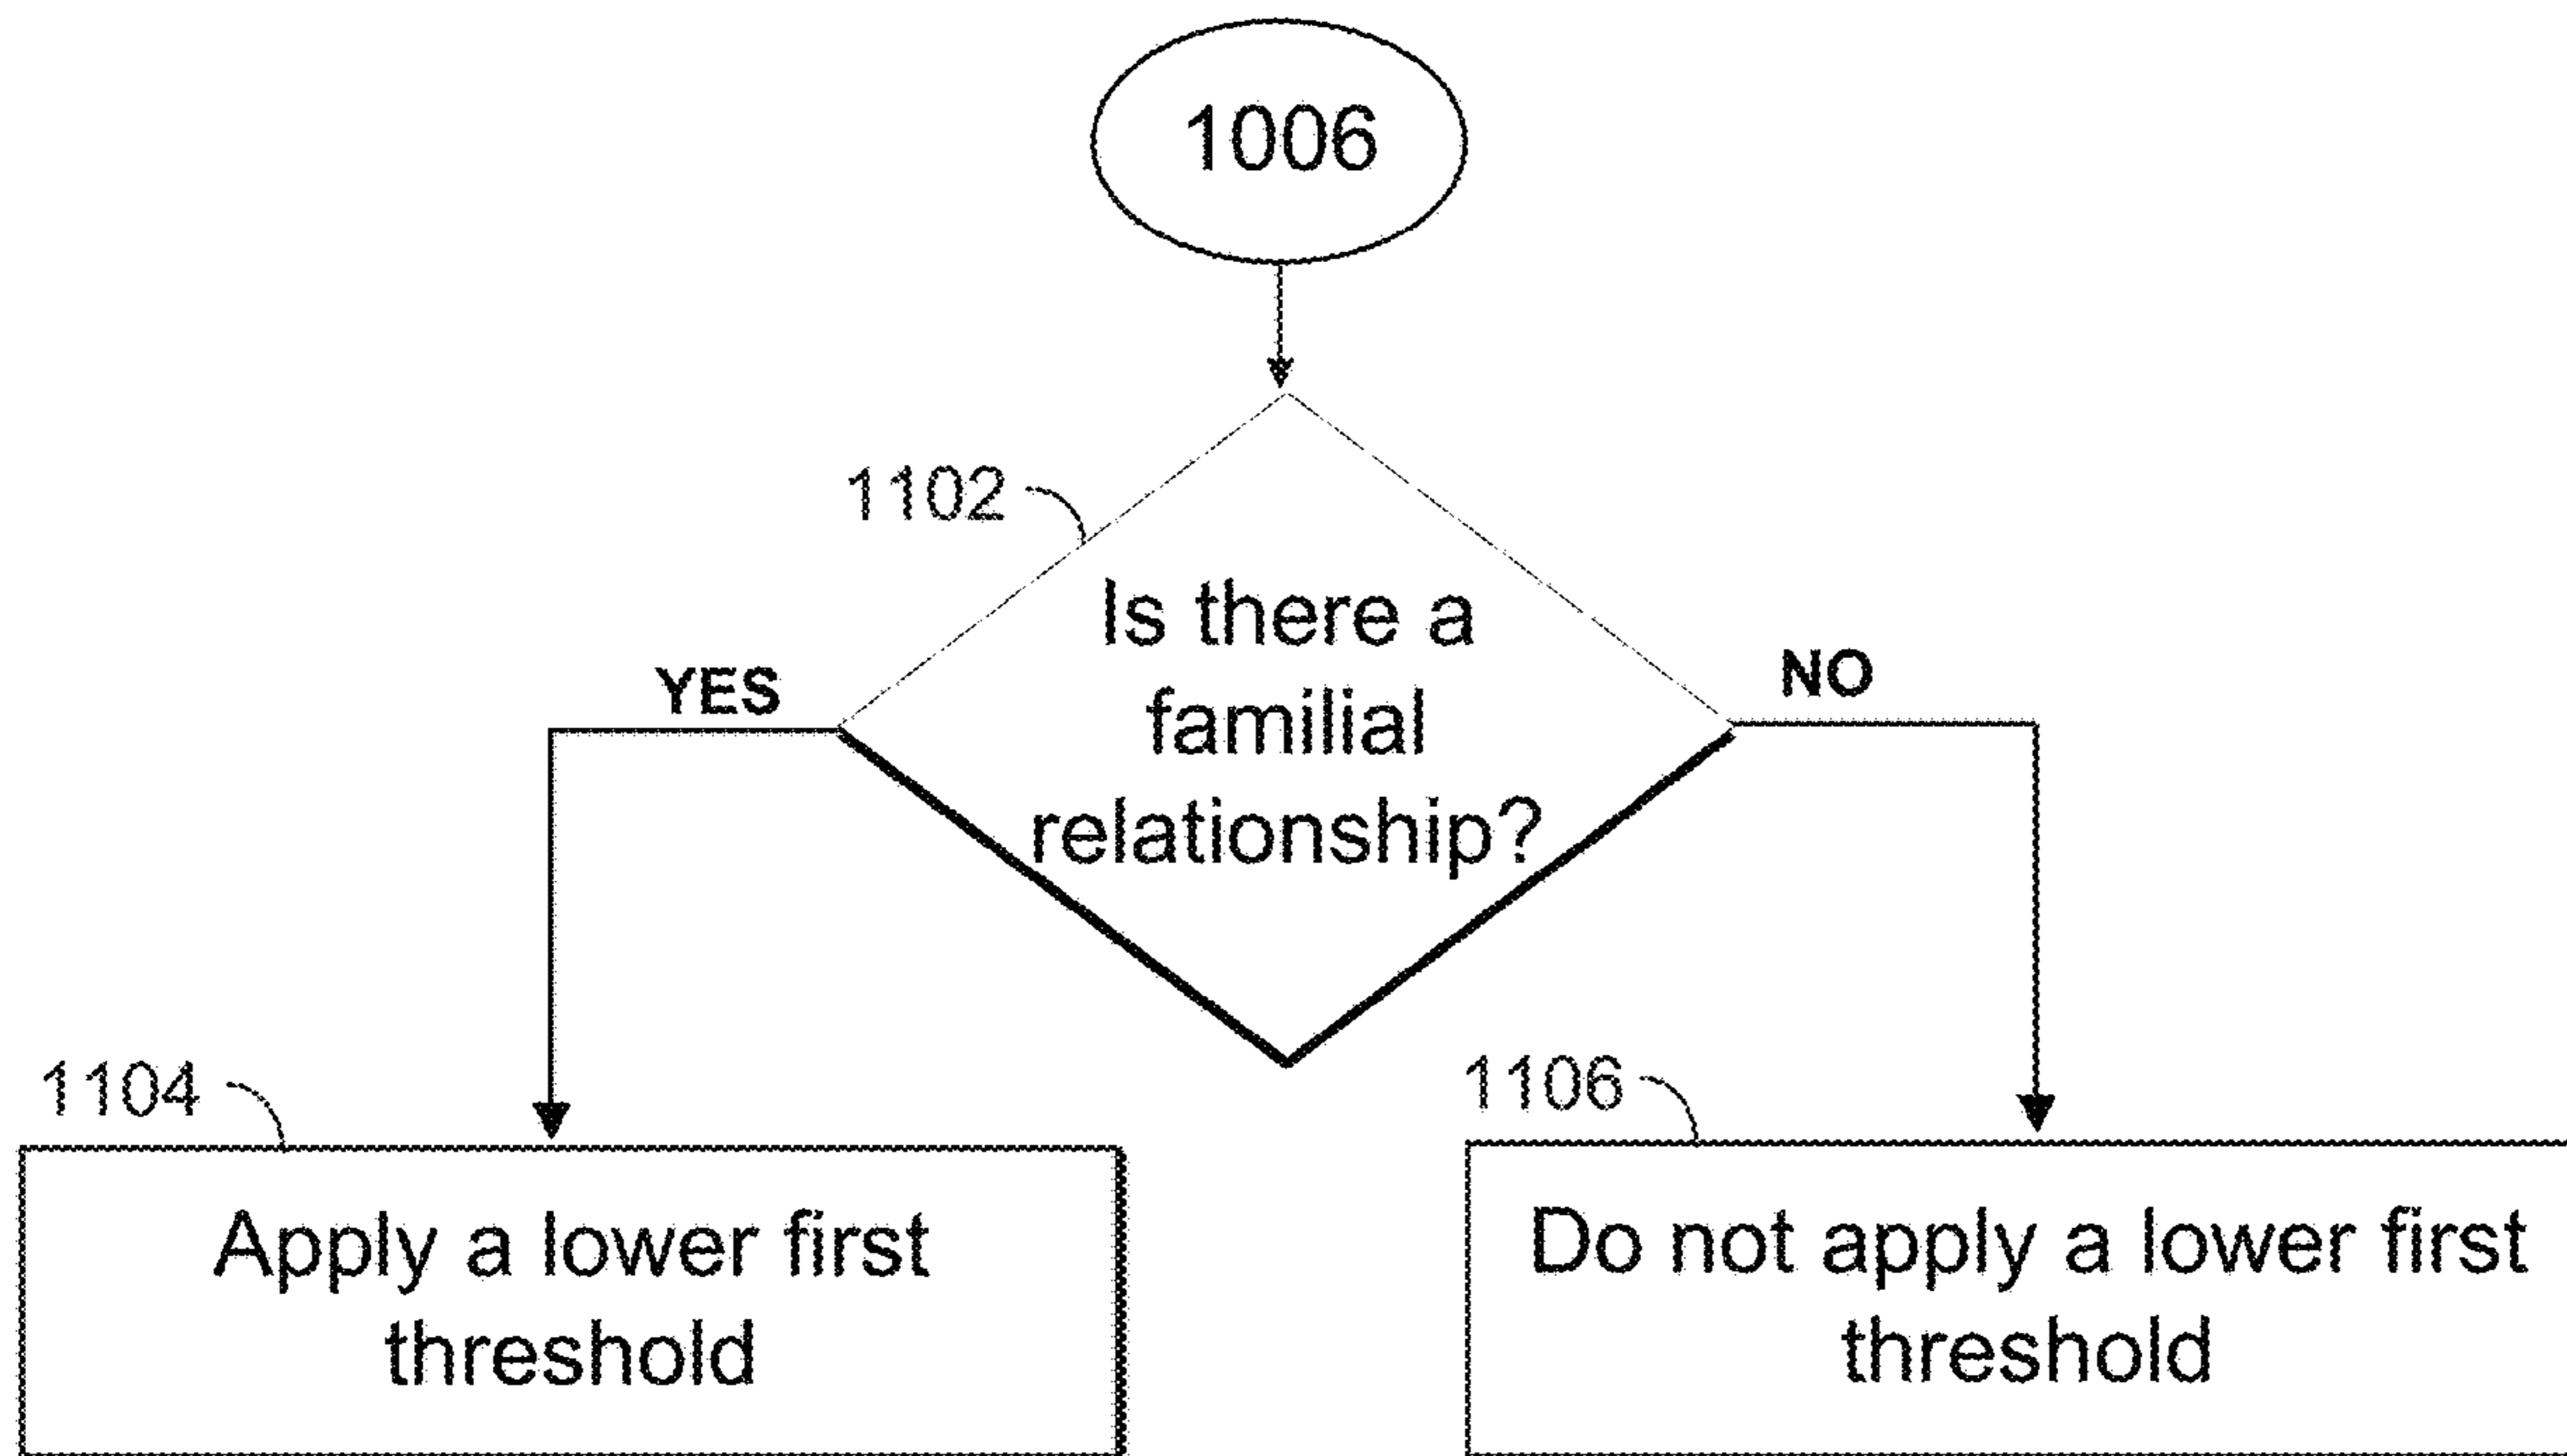 1006
1102
Is there a
familial
relationship?
YES
NO
1104
Apply a lower first
threshold
1106
Do not apply a lower first
threshold